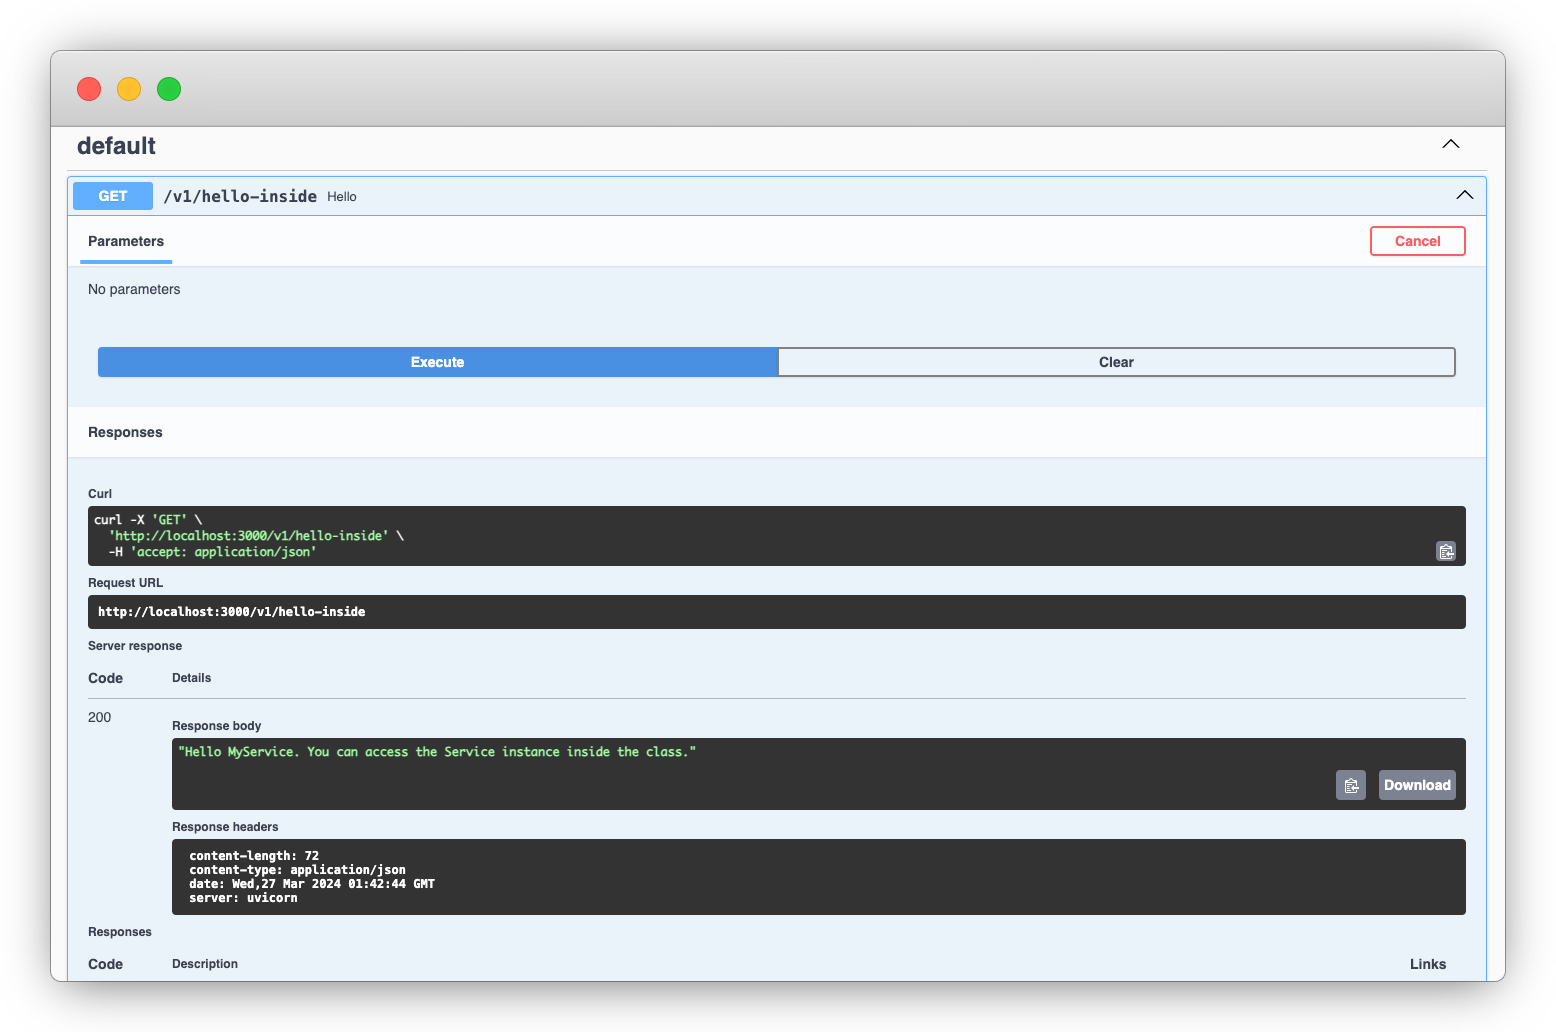 default
GET /v1/hello-inside Hello
Parameters Cancel
No parameters
Execute Clear
Responses
Curl
curl -X 'GET' \
'http://localhost:3000/v1/hello-inside' \
-H 'accept: application/json'
Request URL
http://localhost:3000/v1/hello-inside
Server response
Code Details
200
Response body
"Hello MyService. You can access the Service instance inside the class."
Download
Response headers
content-length: 72
content-type: application/json
date: Wed,27 Mar 2024 01:42:44 GMT
server: uvicorn
Responses
Code Description Links